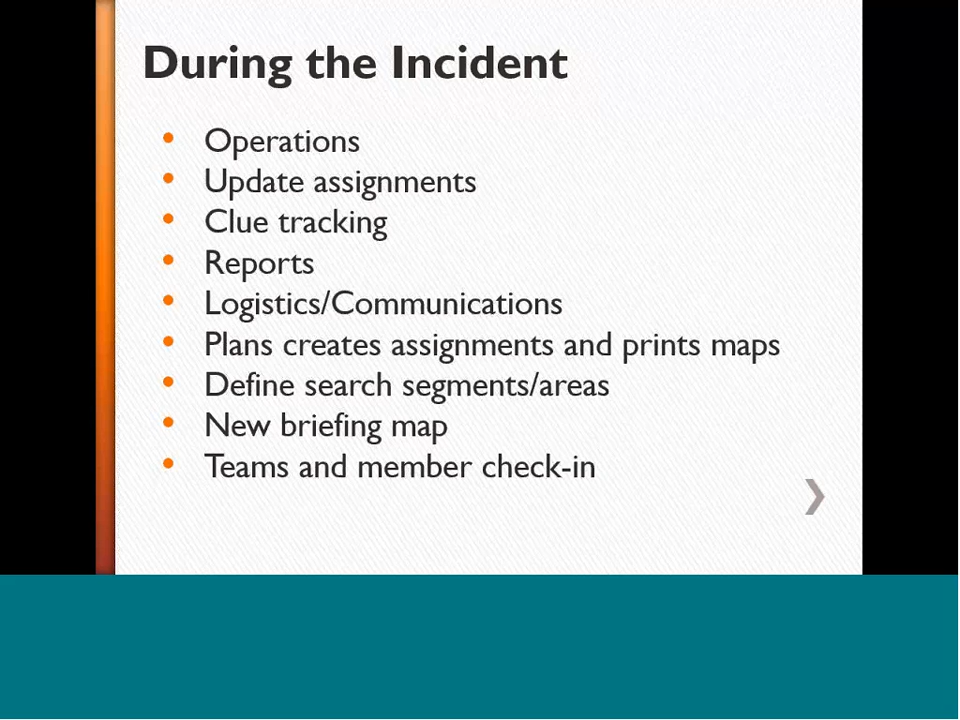 During the Incident
• Operations
• Update assignments
• Clue tracking
• Reports
• Logistics/Communications
• Plans creates assignments and prints maps
• Define search segments/areas
• New briefing map
• Teams and member check-in